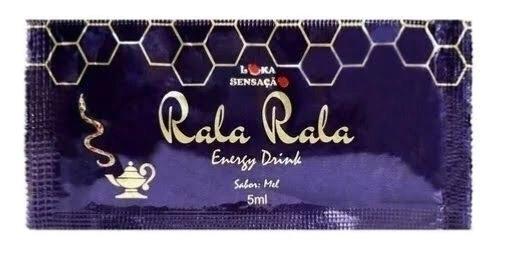 LOKA
SENSAÇÃO
Rala Rala
Energy Drink
Sabor: Mel
5ml